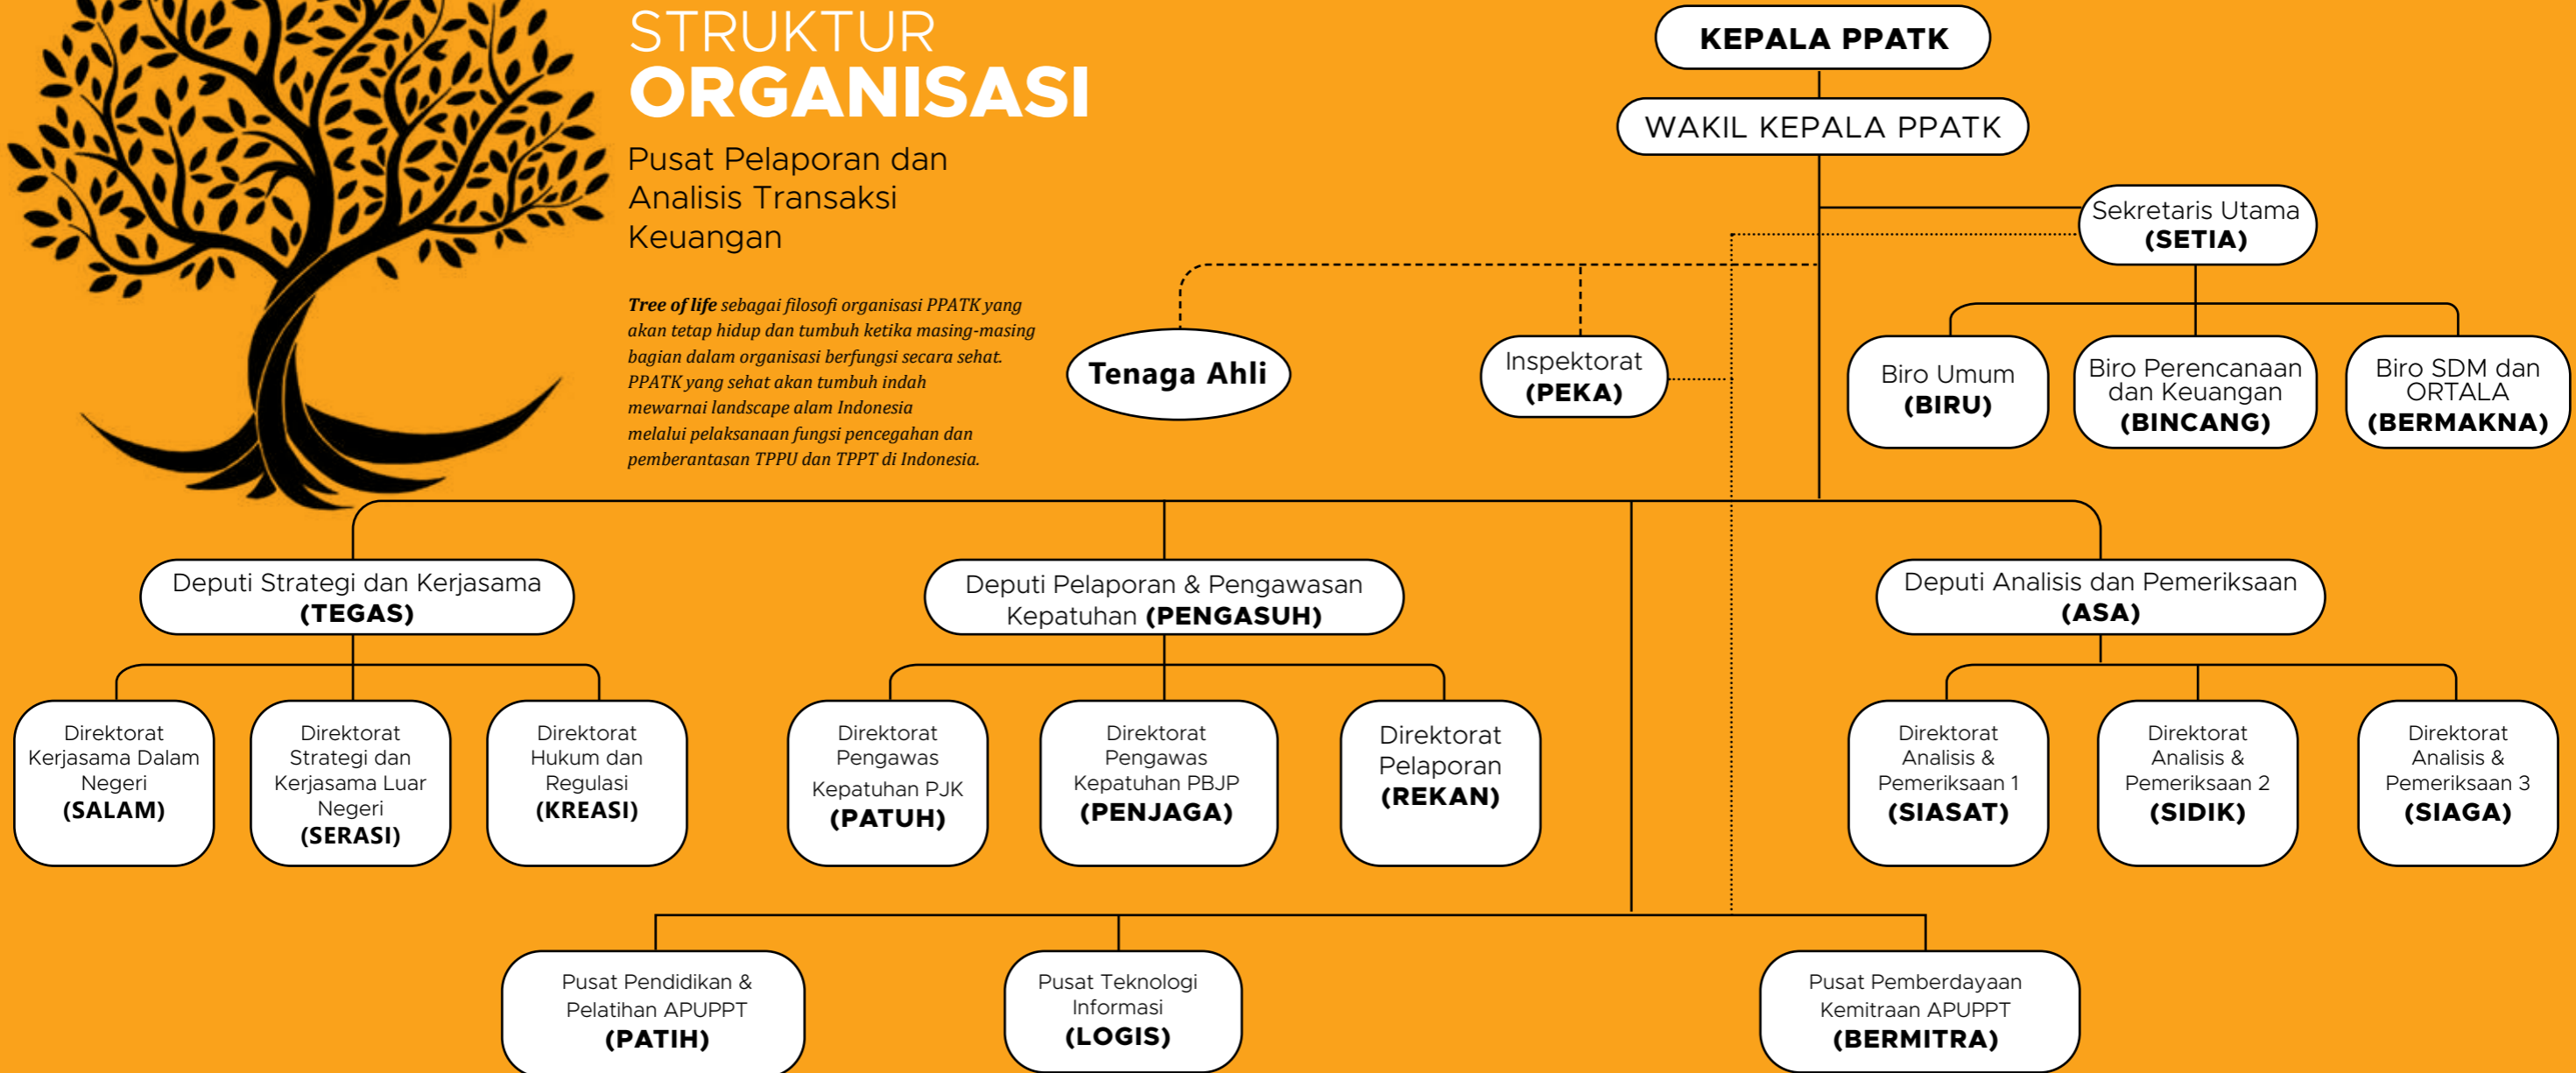 STRUKTUR
ORGANISASI
Pusat Pelaporan dan
Analisis Transaksi
Keuangan
Tree of life sebagai filosofi organisasi PPATK yang
akan tetap hidup dan tumbuh ketika masing-masing
bagian dalam organisasi berfungsi secara sehat.
PPATK yang sehat akan tumbuh indah
mewarnai landscape alam Indonesia
melalui pelaksanaan fungsi pencegahan dan
pemberantasan TPPU dan TPPT di Indonesia.
KEPALA PPATK
WAKIL KEPALA PPATK
Sekretaris Utama
(SETIA)
Tenaga Ahli
Inspektorat
(PEKA)
Biro Umum
(BIRU)
Biro Perencanaan
dan Keuangan
(BINCANG)
Biro SDM dan
ORTALA
(BERMAKNA)
Deputi Strategi dan Kerjasama
(TEGAS)
Deputi Pelaporan & Pengawasan
Kepatuhan (PENGASUH)
Deputi Analisis dan Pemeriksaan
(ASA)
Direktorat
Kerjasama Dalam
Negeri
(SALAM)
Direktorat
Strategi dan
Kerjasama Luar
Negeri
(SERASI)
Direktorat
Hukum dan
Regulasi
(KREASI)
Direktorat
Pengawas
Kepatuhan PJK
(PATUH)
Direktorat
Pengawas
Kepatuhan PBJP
(PENJAGA)
Direktorat
Pelaporan
(REKAN)
Direktorat
Analisis &
Pemeriksaan 1
(SIASAT)
Direktorat
Analisis &
Pemeriksaan 2
(SIDIK)
Direktorat
Analisis &
Pemeriksaan 3
(SIAGA)
Pusat Pendidikan &
Pelatihan APUPPT
(PATIH)
Pusat Teknologi
Informasi
(LOGIS)
Pusat Pemberdayaan
Kemitraan APUPPT
(BERMITRA)